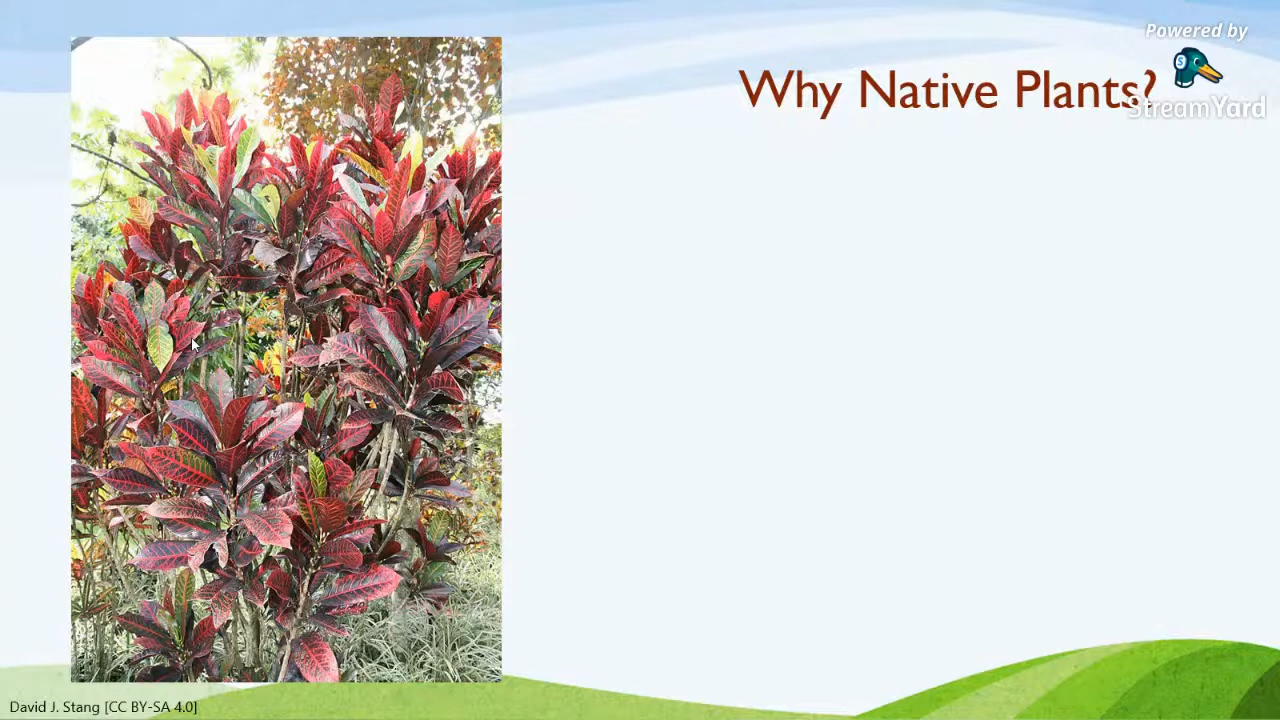 Powered by
Why Native Plants?
StreamYard
David J. Stang [CC BY-SA 4.0]